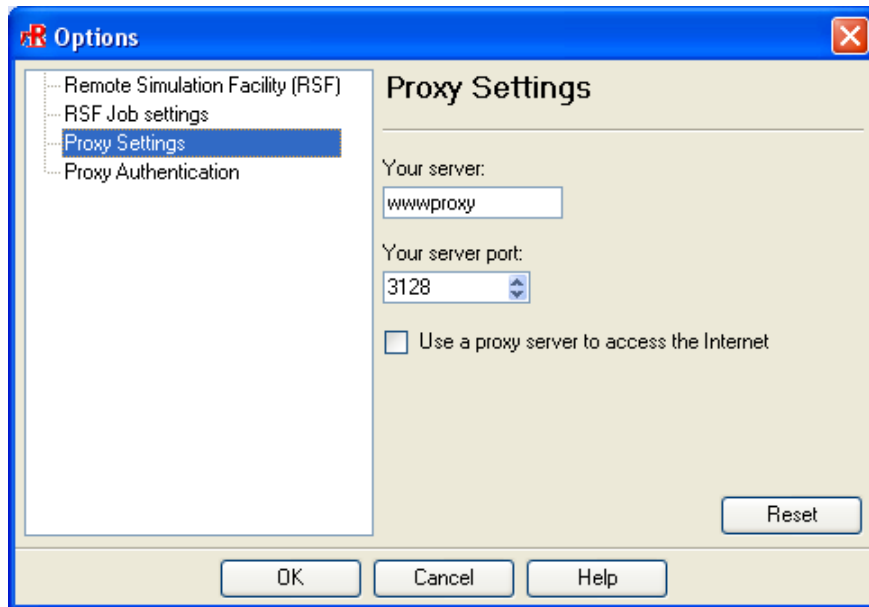 Options
Remote Simulation Facility (RSF)
RSF Job settings
Proxy Settings
Proxy Authentication
Proxy Settings
Your server:
wwwproxy
Your server port:
3128
Use a proxy server to access the Internet
Reset
OK
Cancel
Help